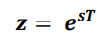 z = e^{sT}